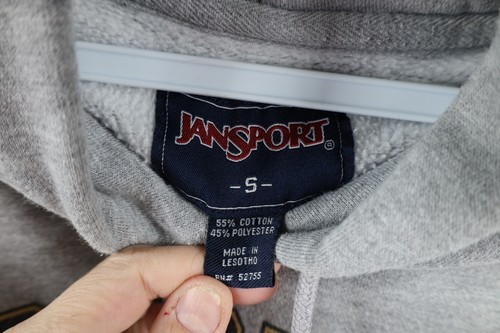 JANSPORT®
-S-
55% COTTON
45% POLYESTER
MADE IN
LESOTHO
RN# 52755